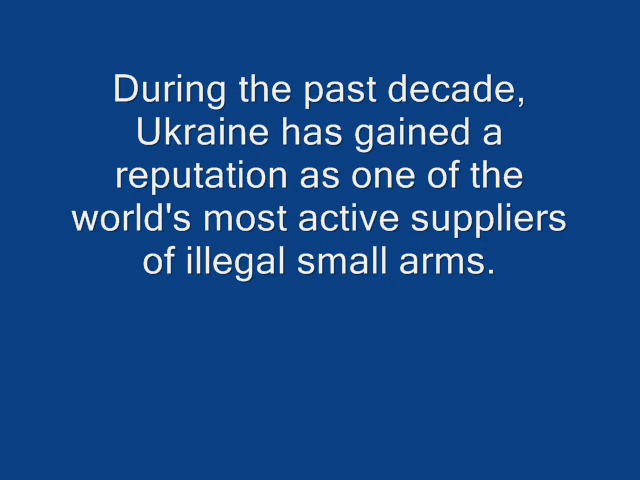 During the past decade,
Ukraine has gained a
reputation as one of the
world's most active suppliers
of illegal small arms.